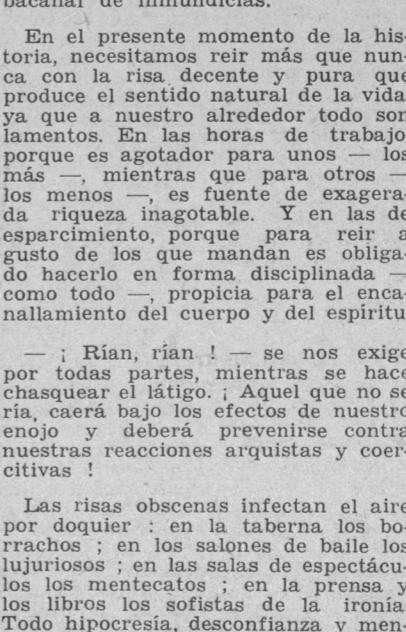 bacanal de inmundicias.
En el presente momento de la his-
toria, necesitamos reir más que nun-
ca con la risa decente y pura que
produce el sentido natural de la vida
ya que a nuestro alrededor todo son
lamentos. En las horas de trabajo
porque es agotador para unos — los
más —, mientras que para otros —
los menos —, es fuente de exagera-
da riqueza inagotable. Y en las de
esparcimiento, porque para reir a
gusto de los que mandan es obliga-
do hacerlo en forma disciplinada —
como todo —, propicia para el enca-
nallamiento del cuerpo y del espíritu
— ¡ Rían, rían ! — se nos exige
por todas partes, mientras se hace
chasquear el látigo. ¡ Aquel que no se
ría, caerá bajo los efectos de nuestro
enojo y deberá prevenirse contra
nuestras reacciones arquistas y coer-
citivas !
Las risas obscenas infectan el aire
por doquier : en la taberna los bo-
rrachos ; en los salones de baile los
lujuriosos ; en las salas de espectácu-
los los mentecatos ; en la prensa y
los libros los sofistas de la ironía
Todo hipocresía, desconfianza y men-